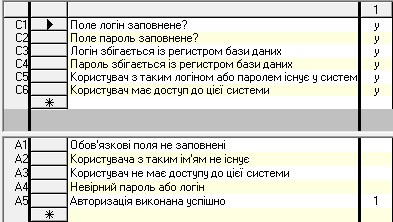 1
C1 Поле логін заповнене? y
C2 Поле пароль заповнене? y
C3 Логін збігається із регистром бази даних y
C4 Пароль збігається із регистром бази даних y
C5 Користувач з таким логіном або паролем існує у систем y
C6 Користувач має доступ до цієї системи y
*
A1 Обов'язкові поля не заповнені
A2 Користувача з таким ім'ям не існує
A3 Користувач не має доступу до цієї системи
A4 Невірний пароль або логін
A5 Авторизація виконана успішно 1
*